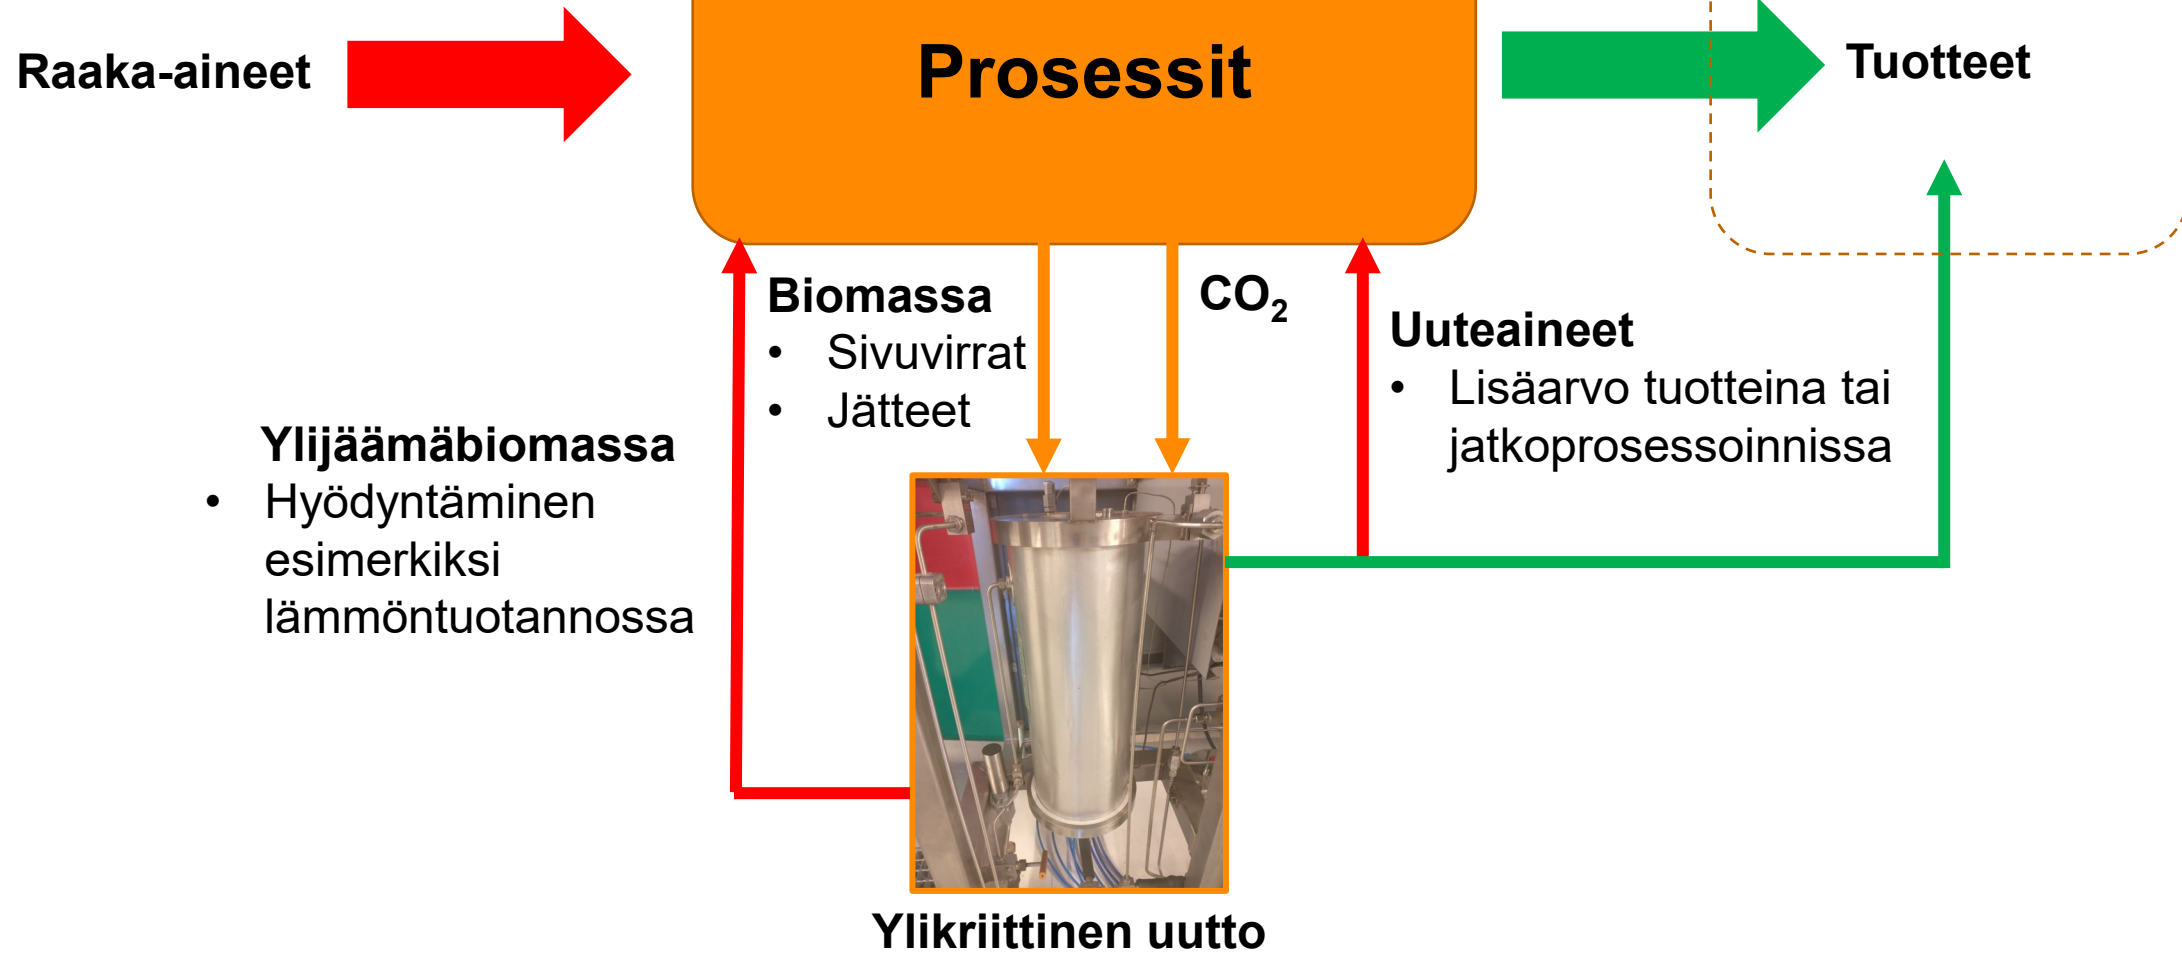 Raaka-aineet
Prosessit
Tuotteet
Biomassa
• Sivuvirrat
• Jätteet
CO₂
Uuteaineet
• Lisäarvo tuotteina tai
jatkoprosessoinnissa
Ylijäämäbiomassa
• Hyödyntäminen
esimerkiksi
lämmöntuotannossa
Ylikriittinen uutto